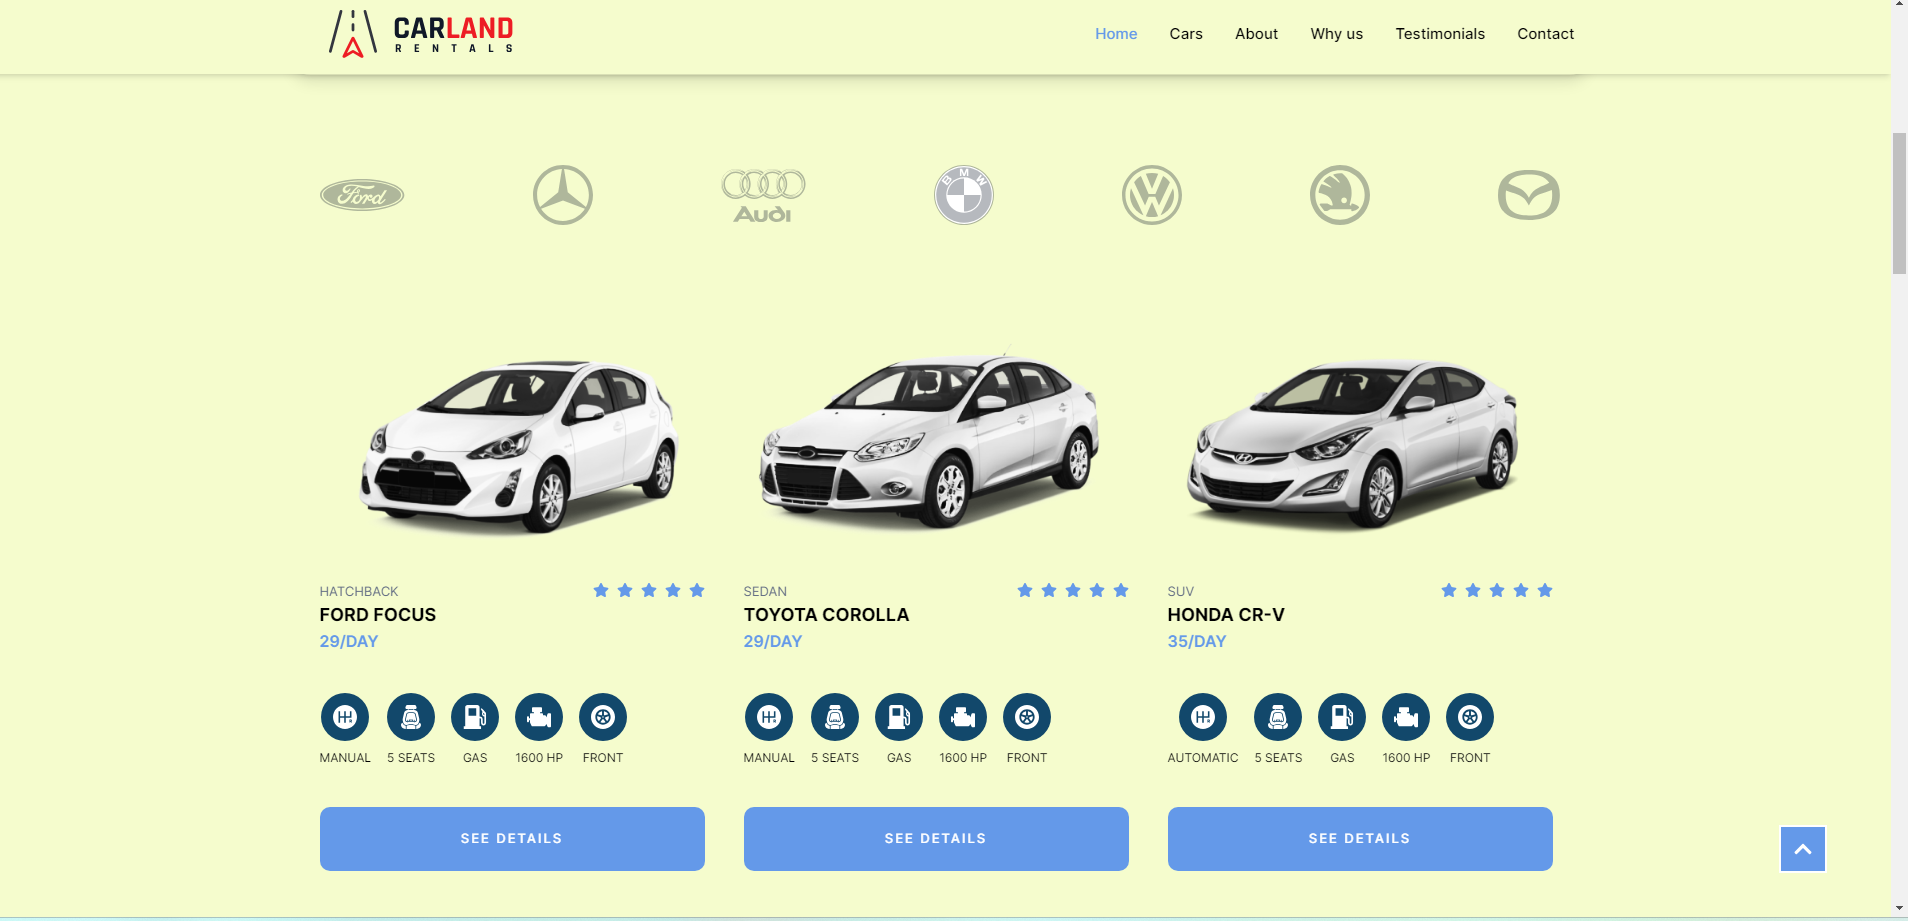 CARLAND
RENTALS
Home Cars About Why us Testimonials Contact
Ford
Audi
BMW
HATCHBACK
FORD FOCUS
29/DAY
MANUAL 5 SEATS GAS 1600 HP FRONT
SEE DETAILS
SEDAN
TOYOTA COROLLA
29/DAY
MANUAL 5 SEATS GAS 1600 HP FRONT
SEE DETAILS
SUV
HONDA CR-V
35/DAY
AUTOMATIC 5 SEATS GAS 1600 HP FRONT
SEE DETAILS